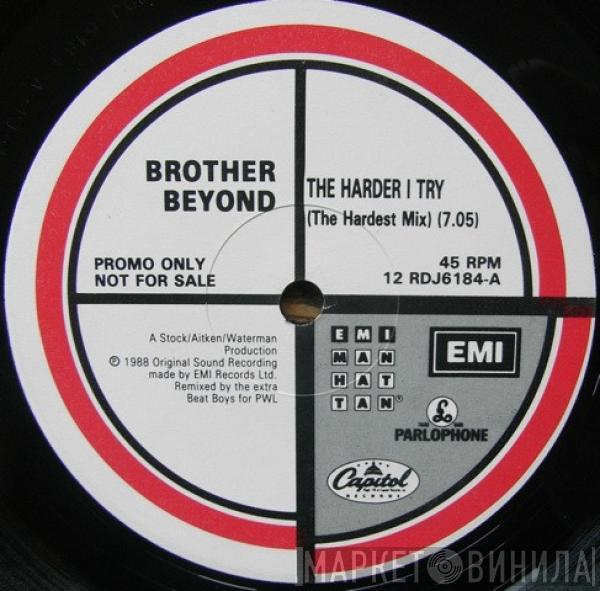 BROTHER
BEYOND
THE HARDER I TRY
(The Hardest Mix) (7.05)
PROMO ONLY
NOT FOR SALE
45 RPM
12 RDJ6184-A
A Stock/Aitken/Waterman
Production
℗ 1988 Original Sound Recording
made by EMI Records Ltd.
Remixed by the extra
Beat Boys for PWL
EMI
MAN
HAT
TAN®
EMI
£
PARLOPHONE
Capitol
RECORDS
МАРКЕТ ВИНИЛА